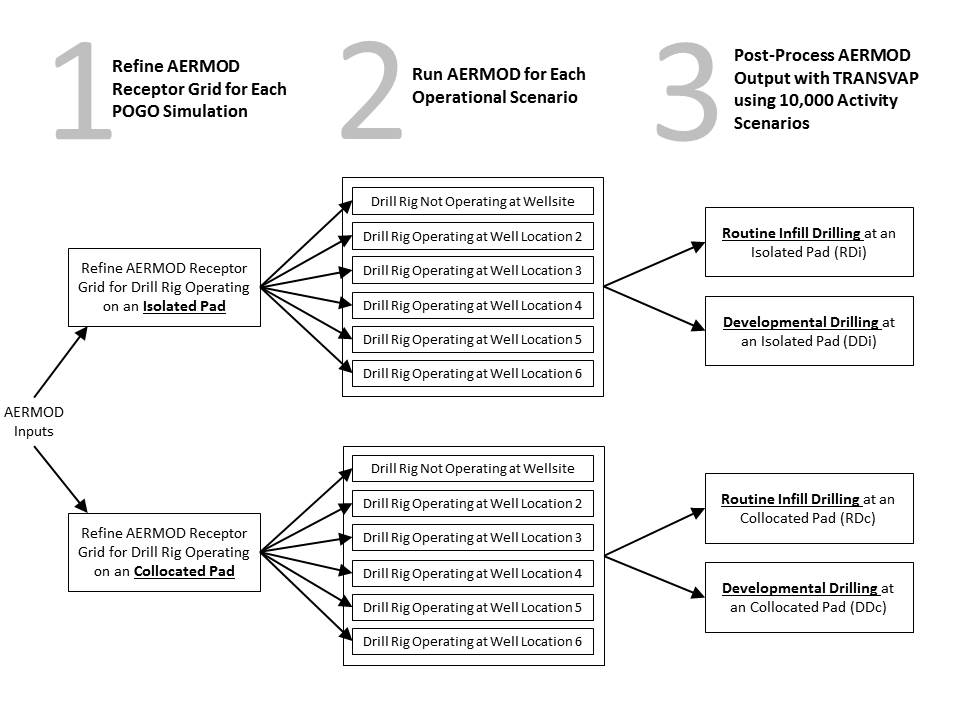 1
Refine AERMOD
Receptor Grid for Each
POGO Simulation
2
Run AERMOD for Each
Operational Scenario
3
Post-Process AERMOD
Output with TRANSVAP
using 10,000 Activity
Scenarios
AERMOD
Inputs
Refine AERMOD Receptor
Grid for Drill Rig Operating
on an Isolated Pad
Drill Rig Not Operating at Wellsite
Drill Rig Operating at Well Location 2
Drill Rig Operating at Well Location 3
Drill Rig Operating at Well Location 4
Drill Rig Operating at Well Location 5
Drill Rig Operating at Well Location 6
Routine Infill Drilling at an
Isolated Pad (RDi)
Developmental Drilling at
an Isolated Pad (DDi)
Refine AERMOD Receptor
Grid for Drill Rig Operating
on an Collocated Pad
Drill Rig Not Operating at Wellsite
Drill Rig Operating at Well Location 2
Drill Rig Operating at Well Location 3
Drill Rig Operating at Well Location 4
Drill Rig Operating at Well Location 5
Drill Rig Operating at Well Location 6
Routine Infill Drilling at an
Collocated Pad (RDc)
Developmental Drilling at
an Collocated Pad (DDc)